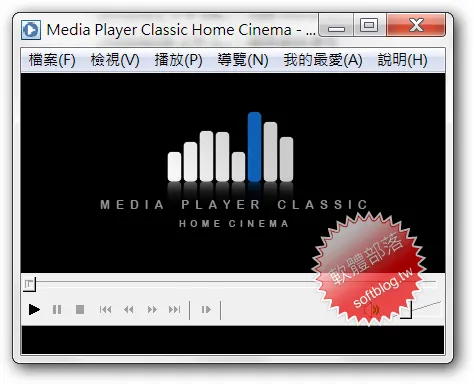 Media Player Classic Home Cinema - ...
檔案(F) 檢視(V) 播放(P) 導覽(N) 我的最愛(A) 說明(H)
MEDIA PLAYER CLASSIC
HOME CINEMA
軟體部落
softblog.tw